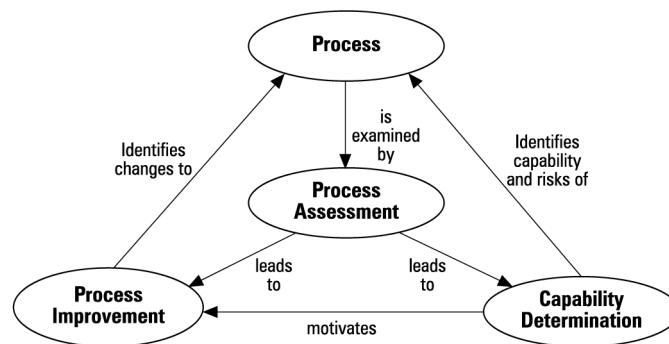 Process
is
examined
by
Identifies
changes to
Identifies
capability
and risks of
Process
Assessment
leads
to
leads
to
Process
Improvement
motivates
Capability
Determination